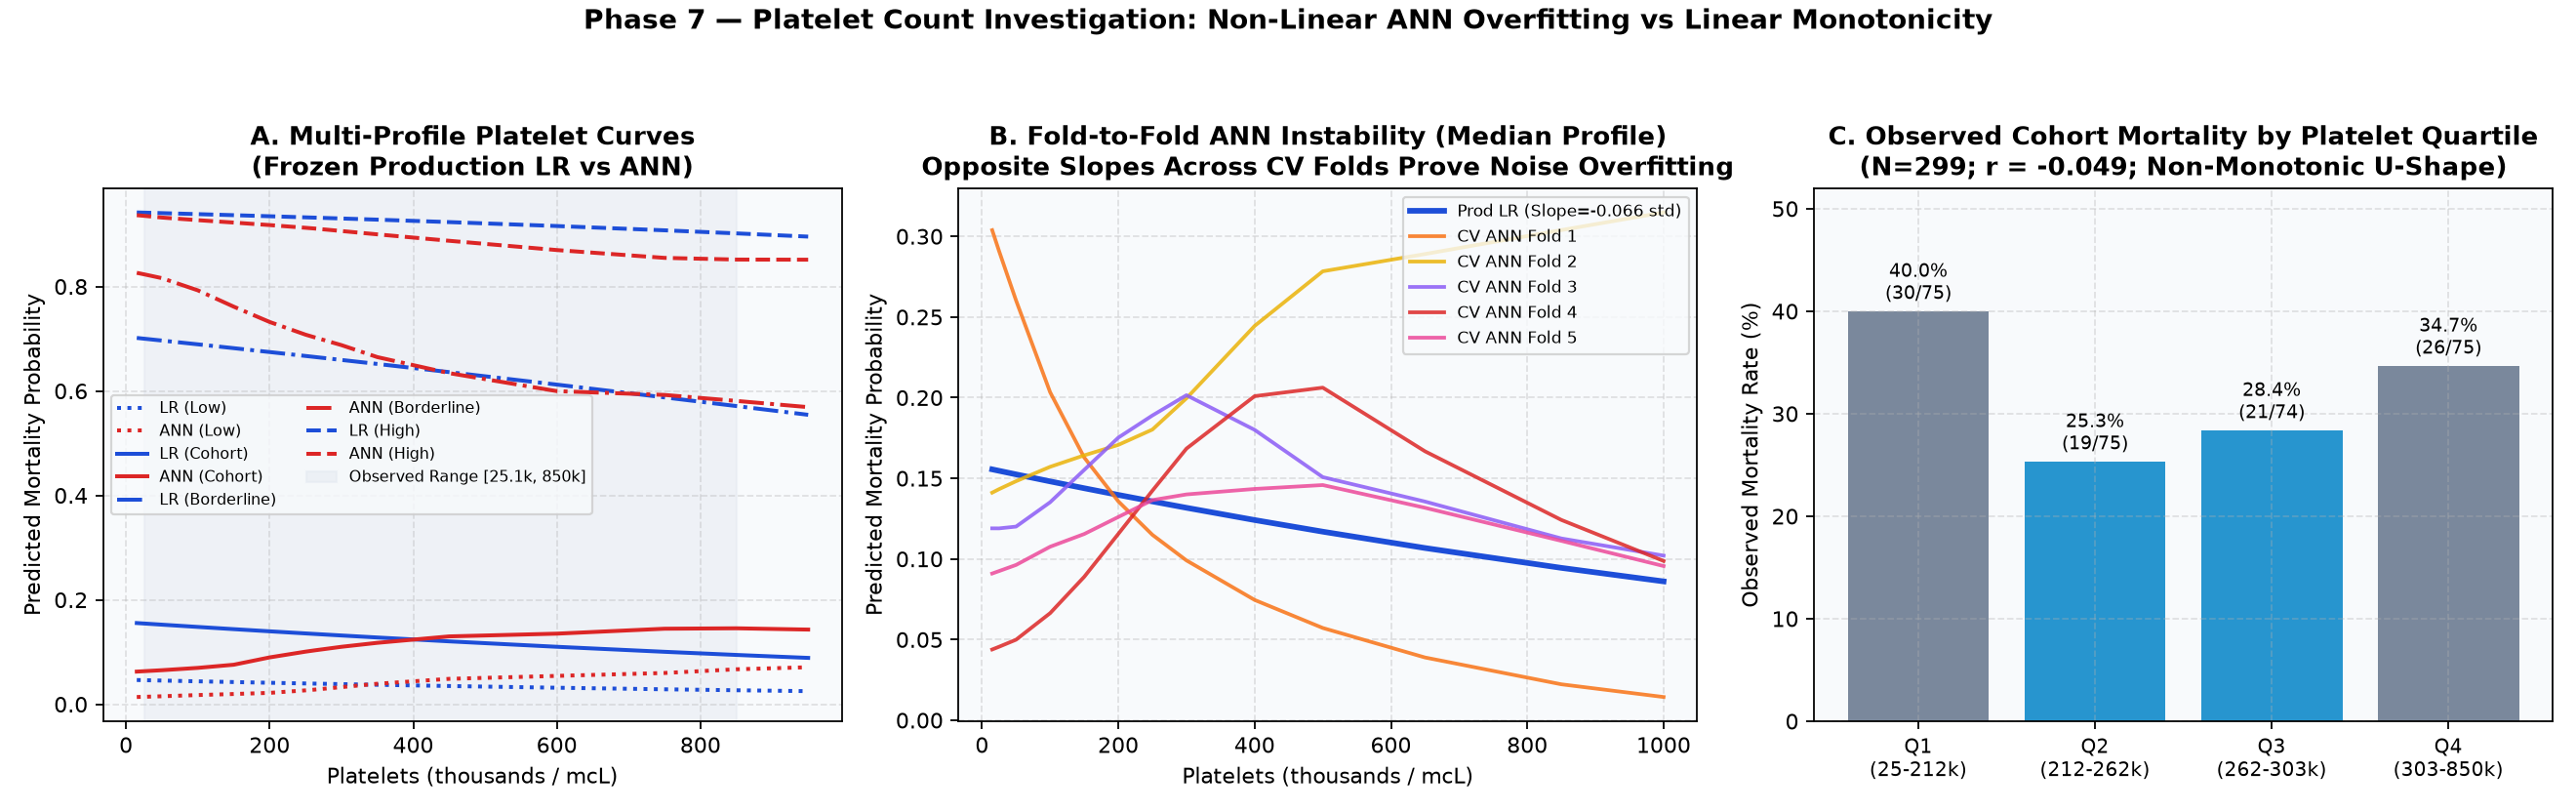 Phase 7 — Platelet Count Investigation: Non-Linear ANN Overfitting vs Linear Monotonicity
A. Multi-Profile Platelet Curves
(Frozen Production LR vs ANN)
Predicted Mortality Probability
0.8
0.6
0.4
0.2
0.0
LR (Low)
ANN (Low)
LR (Cohort)
ANN (Cohort)
LR (Borderline)
ANN (Borderline)
LR (High)
ANN (High)
Observed Range [25.1k, 850k]
0
200
400
600
800
Platelets (thousands / mcL)
B. Fold-to-Fold ANN Instability (Median Profile)
Opposite Slopes Across CV Folds Prove Noise Overfitting
Predicted Mortality Probability
0.30
0.25
0.20
0.15
0.10
0.05
0.00
Prod LR (Slope=-0.066 std)
CV ANN Fold 1
CV ANN Fold 2
CV ANN Fold 3
CV ANN Fold 4
CV ANN Fold 5
0
200
400
600
800
1000
Platelets (thousands / mcL)
C. Observed Cohort Mortality by Platelet Quartile
(N=299; r = -0.049; Non-Monotonic U-Shape)
Observed Mortality Rate (%)
50
40
30
20
10
0
40.0%
(30/75)
25.3%
(19/75)
28.4%
(21/74)
34.7%
(26/75)
Q1
(25-212k)
Q2
(212-262k)
Q3
(262-303k)
Q4
(303-850k)